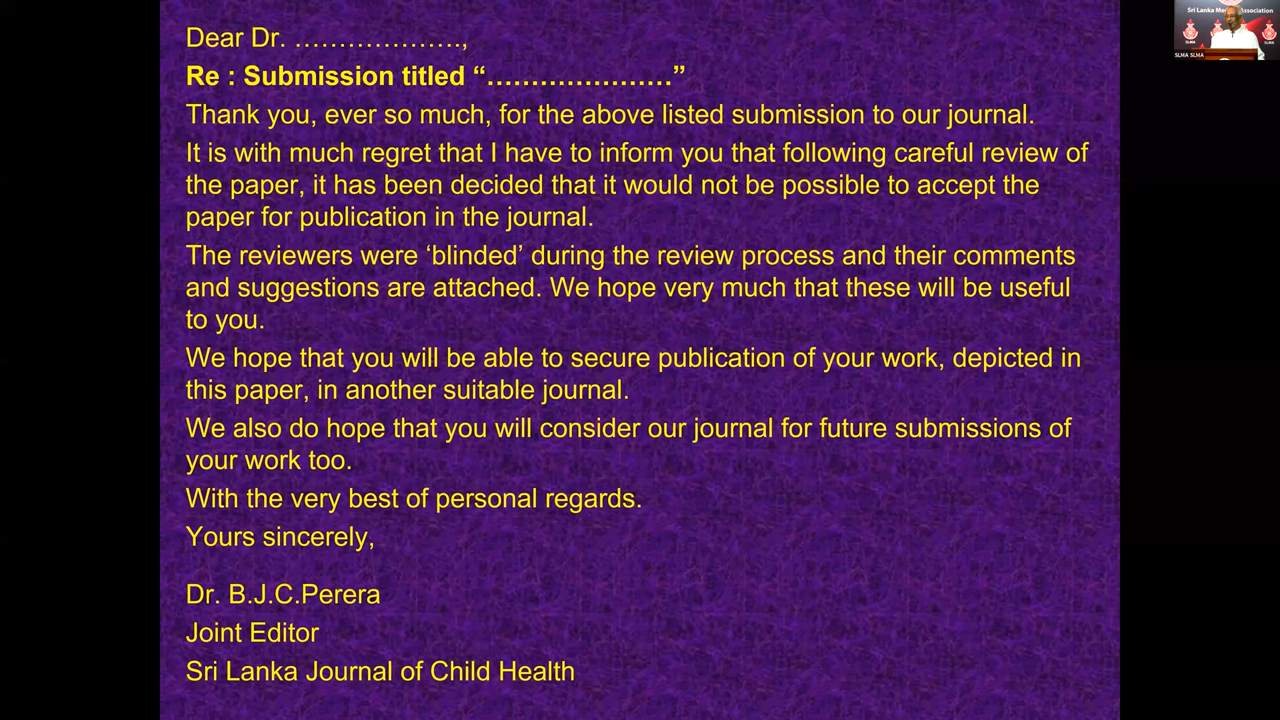 Dear Dr. ………………..,
Re : Submission titled “…………………”
Thank you, ever so much, for the above listed submission to our journal.
It is with much regret that I have to inform you that following careful review of
the paper, it has been decided that it would not be possible to accept the
paper for publication in the journal.
The reviewers were ‘blinded’ during the review process and their comments
and suggestions are attached. We hope very much that these will be useful
to you.
We hope that you will be able to secure publication of your work, depicted in
this paper, in another suitable journal.
We also do hope that you will consider our journal for future submissions of
your work too.
With the very best of personal regards.
Yours sincerely,
Dr. B.J.C.Perera
Joint Editor
Sri Lanka Journal of Child Health
Sri Lanka Association
SLMA
SLMA
SLMA SLMA